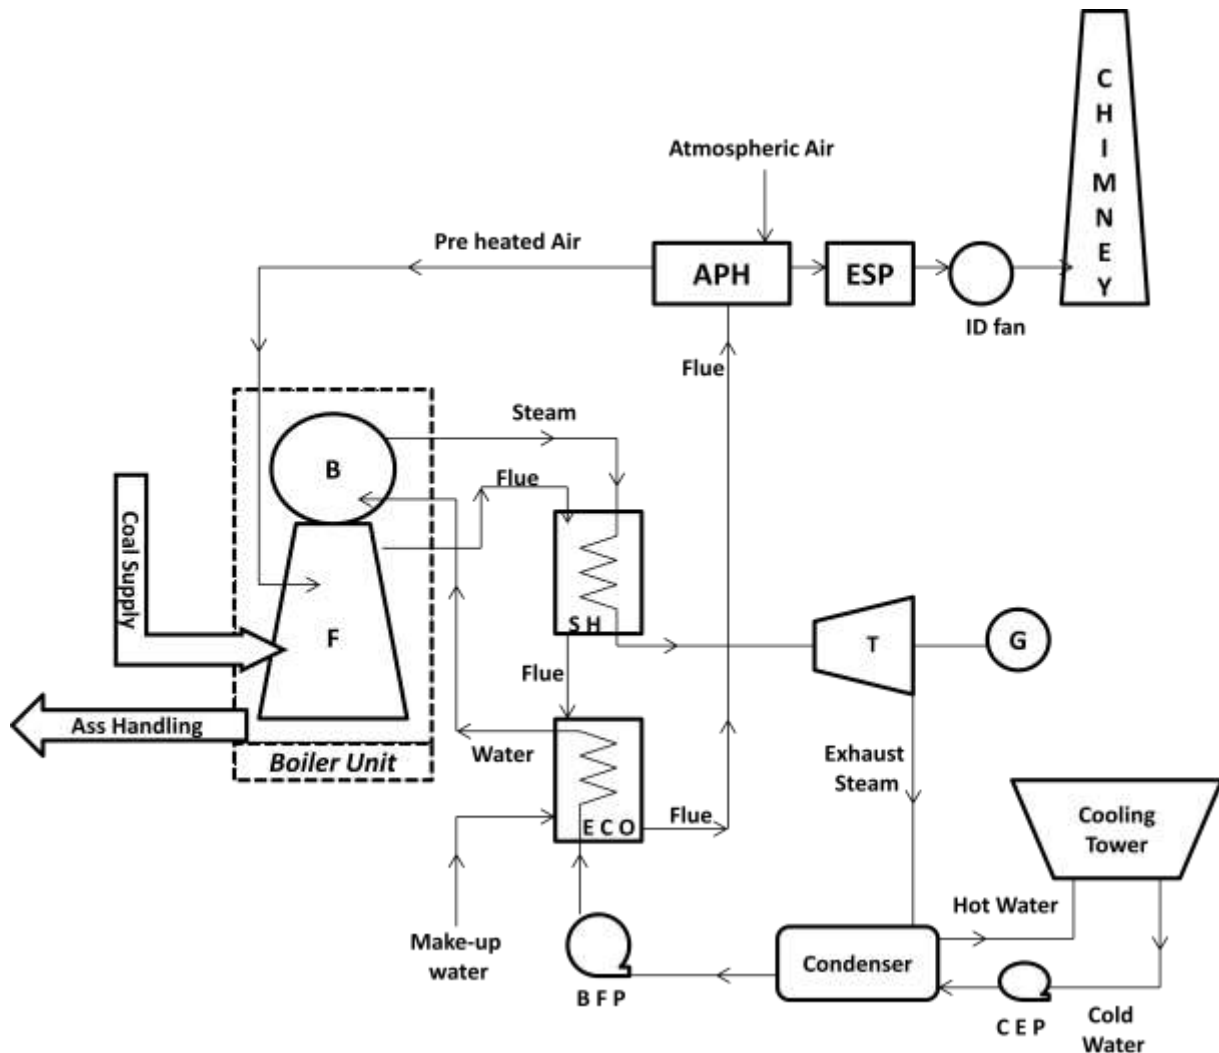 CHIMNEY
Atmospheric Air
Pre heated Air
APH
ESP
ID fan
Flue
Steam
B
Flue
Coal Supply
F
S H
T
G
Flue
Ass Handling
Water
Boiler Unit
Exhaust
Steam
E C O
Flue
Cooling
Tower
Hot Water
Make-up
water
Condenser
B F P
C E P
Cold
Water